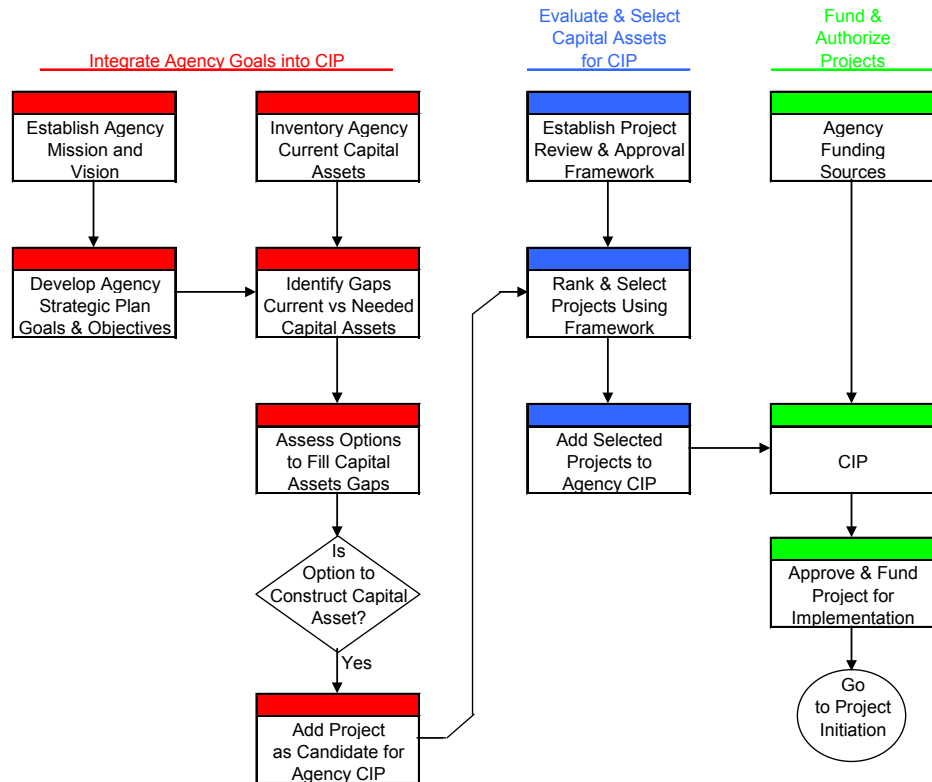 Integrate Agency Goals into CIP
Evaluate & Select
Capital Assets
for CIP
Fund &
Authorize
Projects
Establish Agency
Mission and
Vision
Inventory Agency
Current Capital
Assets
Establish Project
Review & Approval
Framework
Agency
Funding
Sources
Develop Agency
Strategic Plan
Goals & Objectives
Identify Gaps
Current vs Needed
Capital Assets
Rank & Select
Projects Using
Framework
Assess Options
to Fill Capital
Assets Gaps
Add Selected
Projects to
Agency CIP
CIP
Is
Option to
Construct Capital
Asset?
Yes
Approve & Fund
Project for
Implementation
Add Project
as Candidate for
Agency CIP
Go
to Project
Initiation